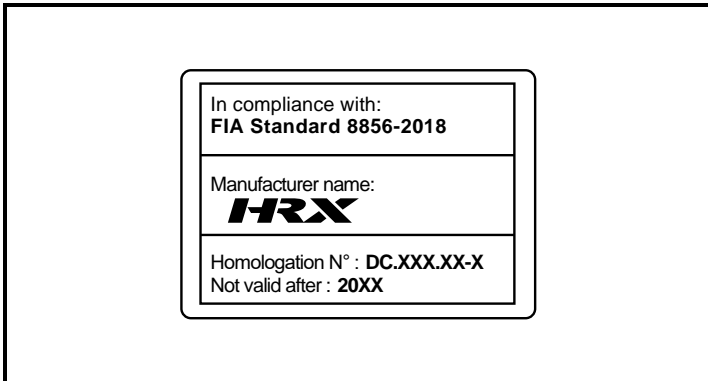 In compliance with:
FIA Standard 8856-2018
Manufacturer name:
HRX
Homologation N° : DC.XXX.XX-X
Not valid after : 20XX